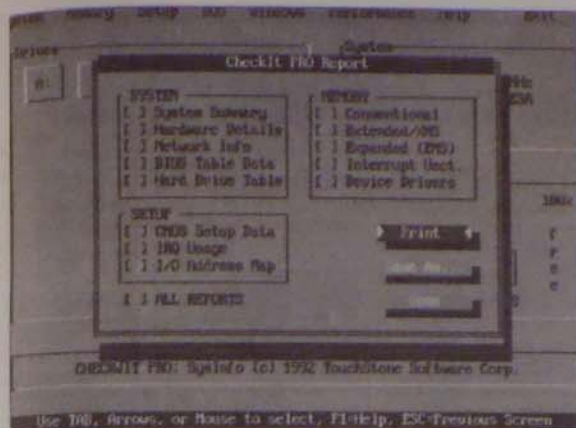 Memory Setup DOS Windows Performance Help Exit
Drives System
CheckIt PRO Report
A:
SYSTEM
[ ] System Summary
[ ] Hardware Details
[ ] Network Info
[ ] BIOS Table Data
[ ] Hard Drive Table
MEMORY
[ ] Conventional
[ ] Extended/XMS
[ ] Expanded (EMS)
[ ] Interrupt Vect.
[ ] Device Drivers
SETUP
[ ] CMOS Setup Data
[ ] IRQ Usage
[ ] I/O Address Map
[ ] ALL REPORTS
Print
CHECKIT PRO: SysInfo (c) 1992 TouchStone Software Corp.
Use TAB, Arrows, or Mouse to select, F1=Help, ESC=Previous Screen